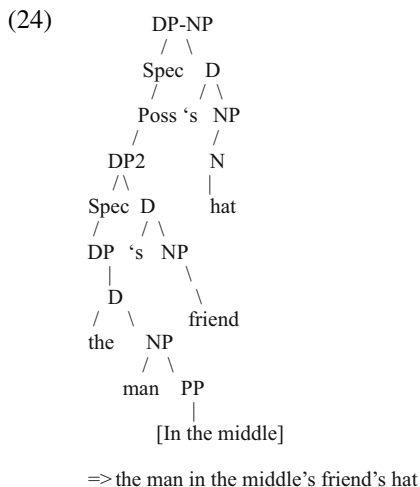 (24)
DP-NP
Spec D
Poss ‘s NP
DP2 N
Spec D hat
DP ‘s NP
D
friend
the NP
man PP
[In the middle]
=> the man in the middle’s friend’s hat